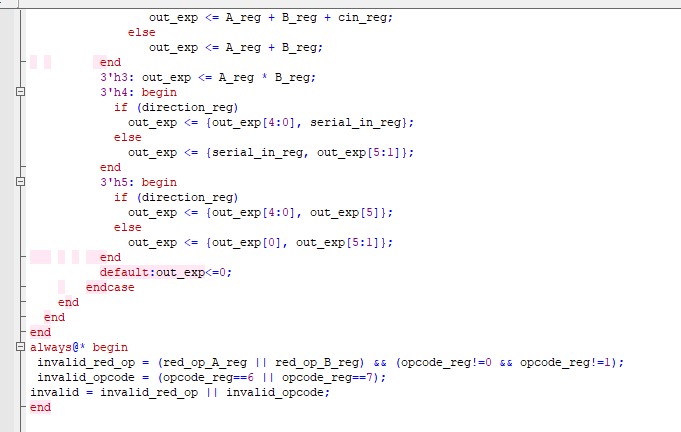 out_exp <= A_reg + B_reg + cin_reg;
else
out_exp <= A_reg + B_reg;
end
3'h3: out_exp <= A_reg * B_reg;
3'h4: begin
if (direction_reg)
out_exp <= {out_exp[4:0], serial_in_reg};
else
out_exp <= {serial_in_reg, out_exp[5:1]};
end
3'h5: begin
if (direction_reg)
out_exp <= {out_exp[4:0], out_exp[5]};
else
out_exp <= {out_exp[0], out_exp[5:1]};
end
default:out_exp<=0;
endcase
end
end
end
always@* begin
invalid_red_op = (red_op_A_reg || red_op_B_reg) && (opcode_reg!=0 && opcode_reg!=1);
invalid_opcode = (opcode_reg==6 || opcode_reg==7);
invalid = invalid_red_op || invalid_opcode;
end